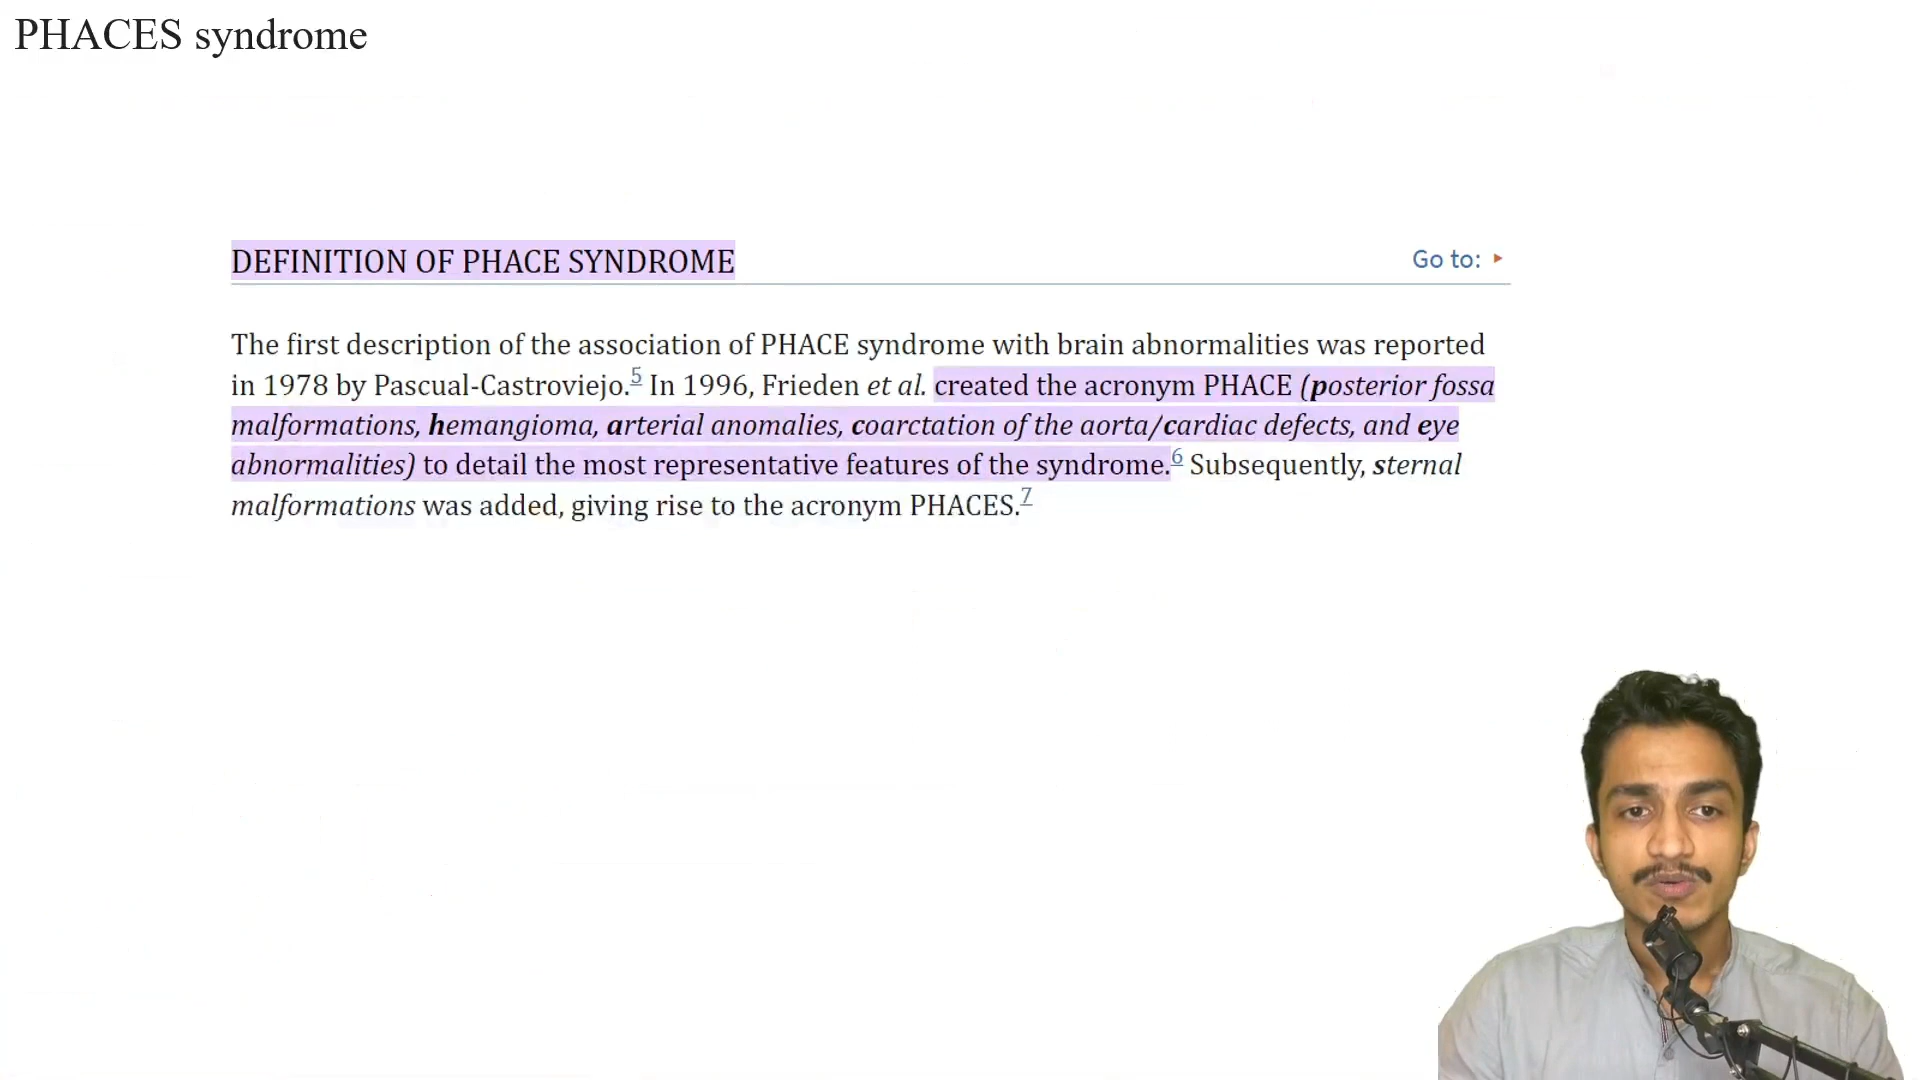 PHACES syndrome
DEFINITION OF PHACE SYNDROME
Go to: ▸
The first description of the association of PHACE syndrome with brain abnormalities was reported
in 1978 by Pascual-Castroviejo.5 In 1996, Frieden et al. created the acronym PHACE (posterior fossa
malformations, hemangioma, arterial anomalies, coarctation of the aorta/cardiac defects, and eye
abnormalities) to detail the most representative features of the syndrome.6 Subsequently, sternal
malformations was added, giving rise to the acronym PHACES.7